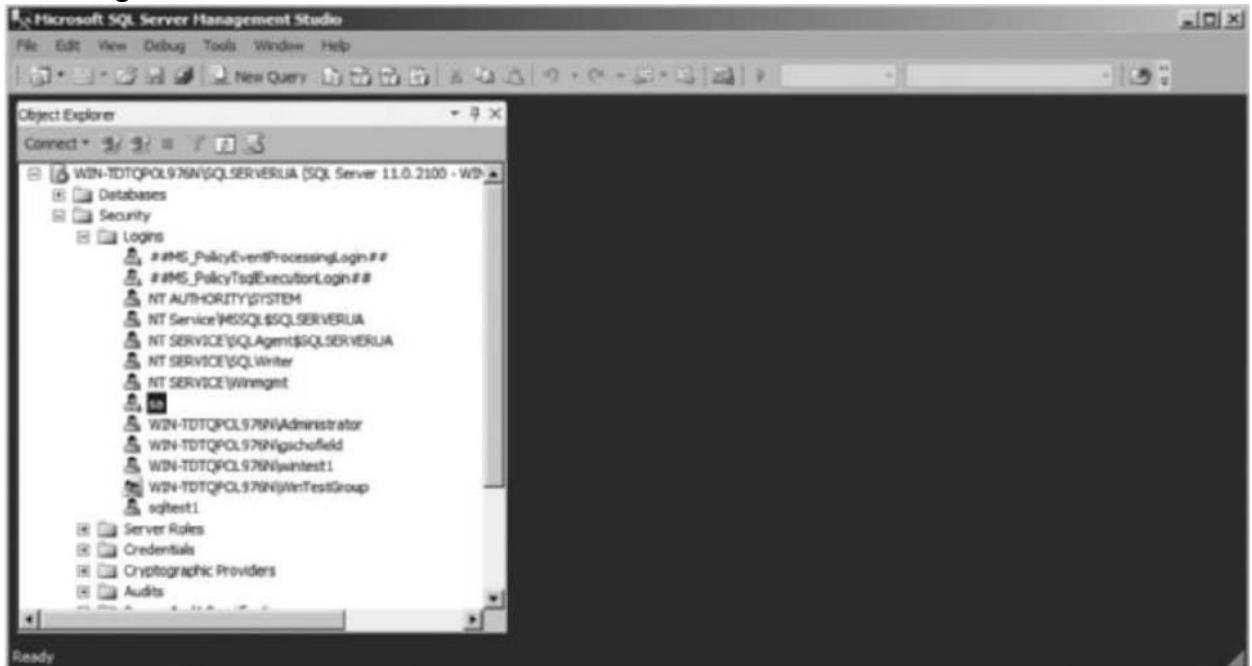 Microsoft SQL Server Management Studio
File Edit View Debug Tools Window Help
New Query
Object Explorer
Connect
WIN-TDTQPOL976N\SQLSERVERUA (SQL Server 11.0.2100 - WIN
Databases
Security
Logins
##MS_PolicyEventProcessingLogin##
##MS_PolicyTsqlExecutionLogin##
NT AUTHORITY\SYSTEM
NT Service\MSSQL$SQLSERVERUA
NT SERVICE\SQLAgent$SQLSERVERUA
NT SERVICE\SQLWriter
NT SERVICE\Winmgmt
sa
WIN-TDTQPOL976N\Administrator
WIN-TDTQPOL976N\gschofield
WIN-TDTQPOL976N\wintest1
WIN-TDTQPOL976N\WinTestGroup
sqltest1
Server Roles
Credentials
Cryptographic Providers
Audits
Ready